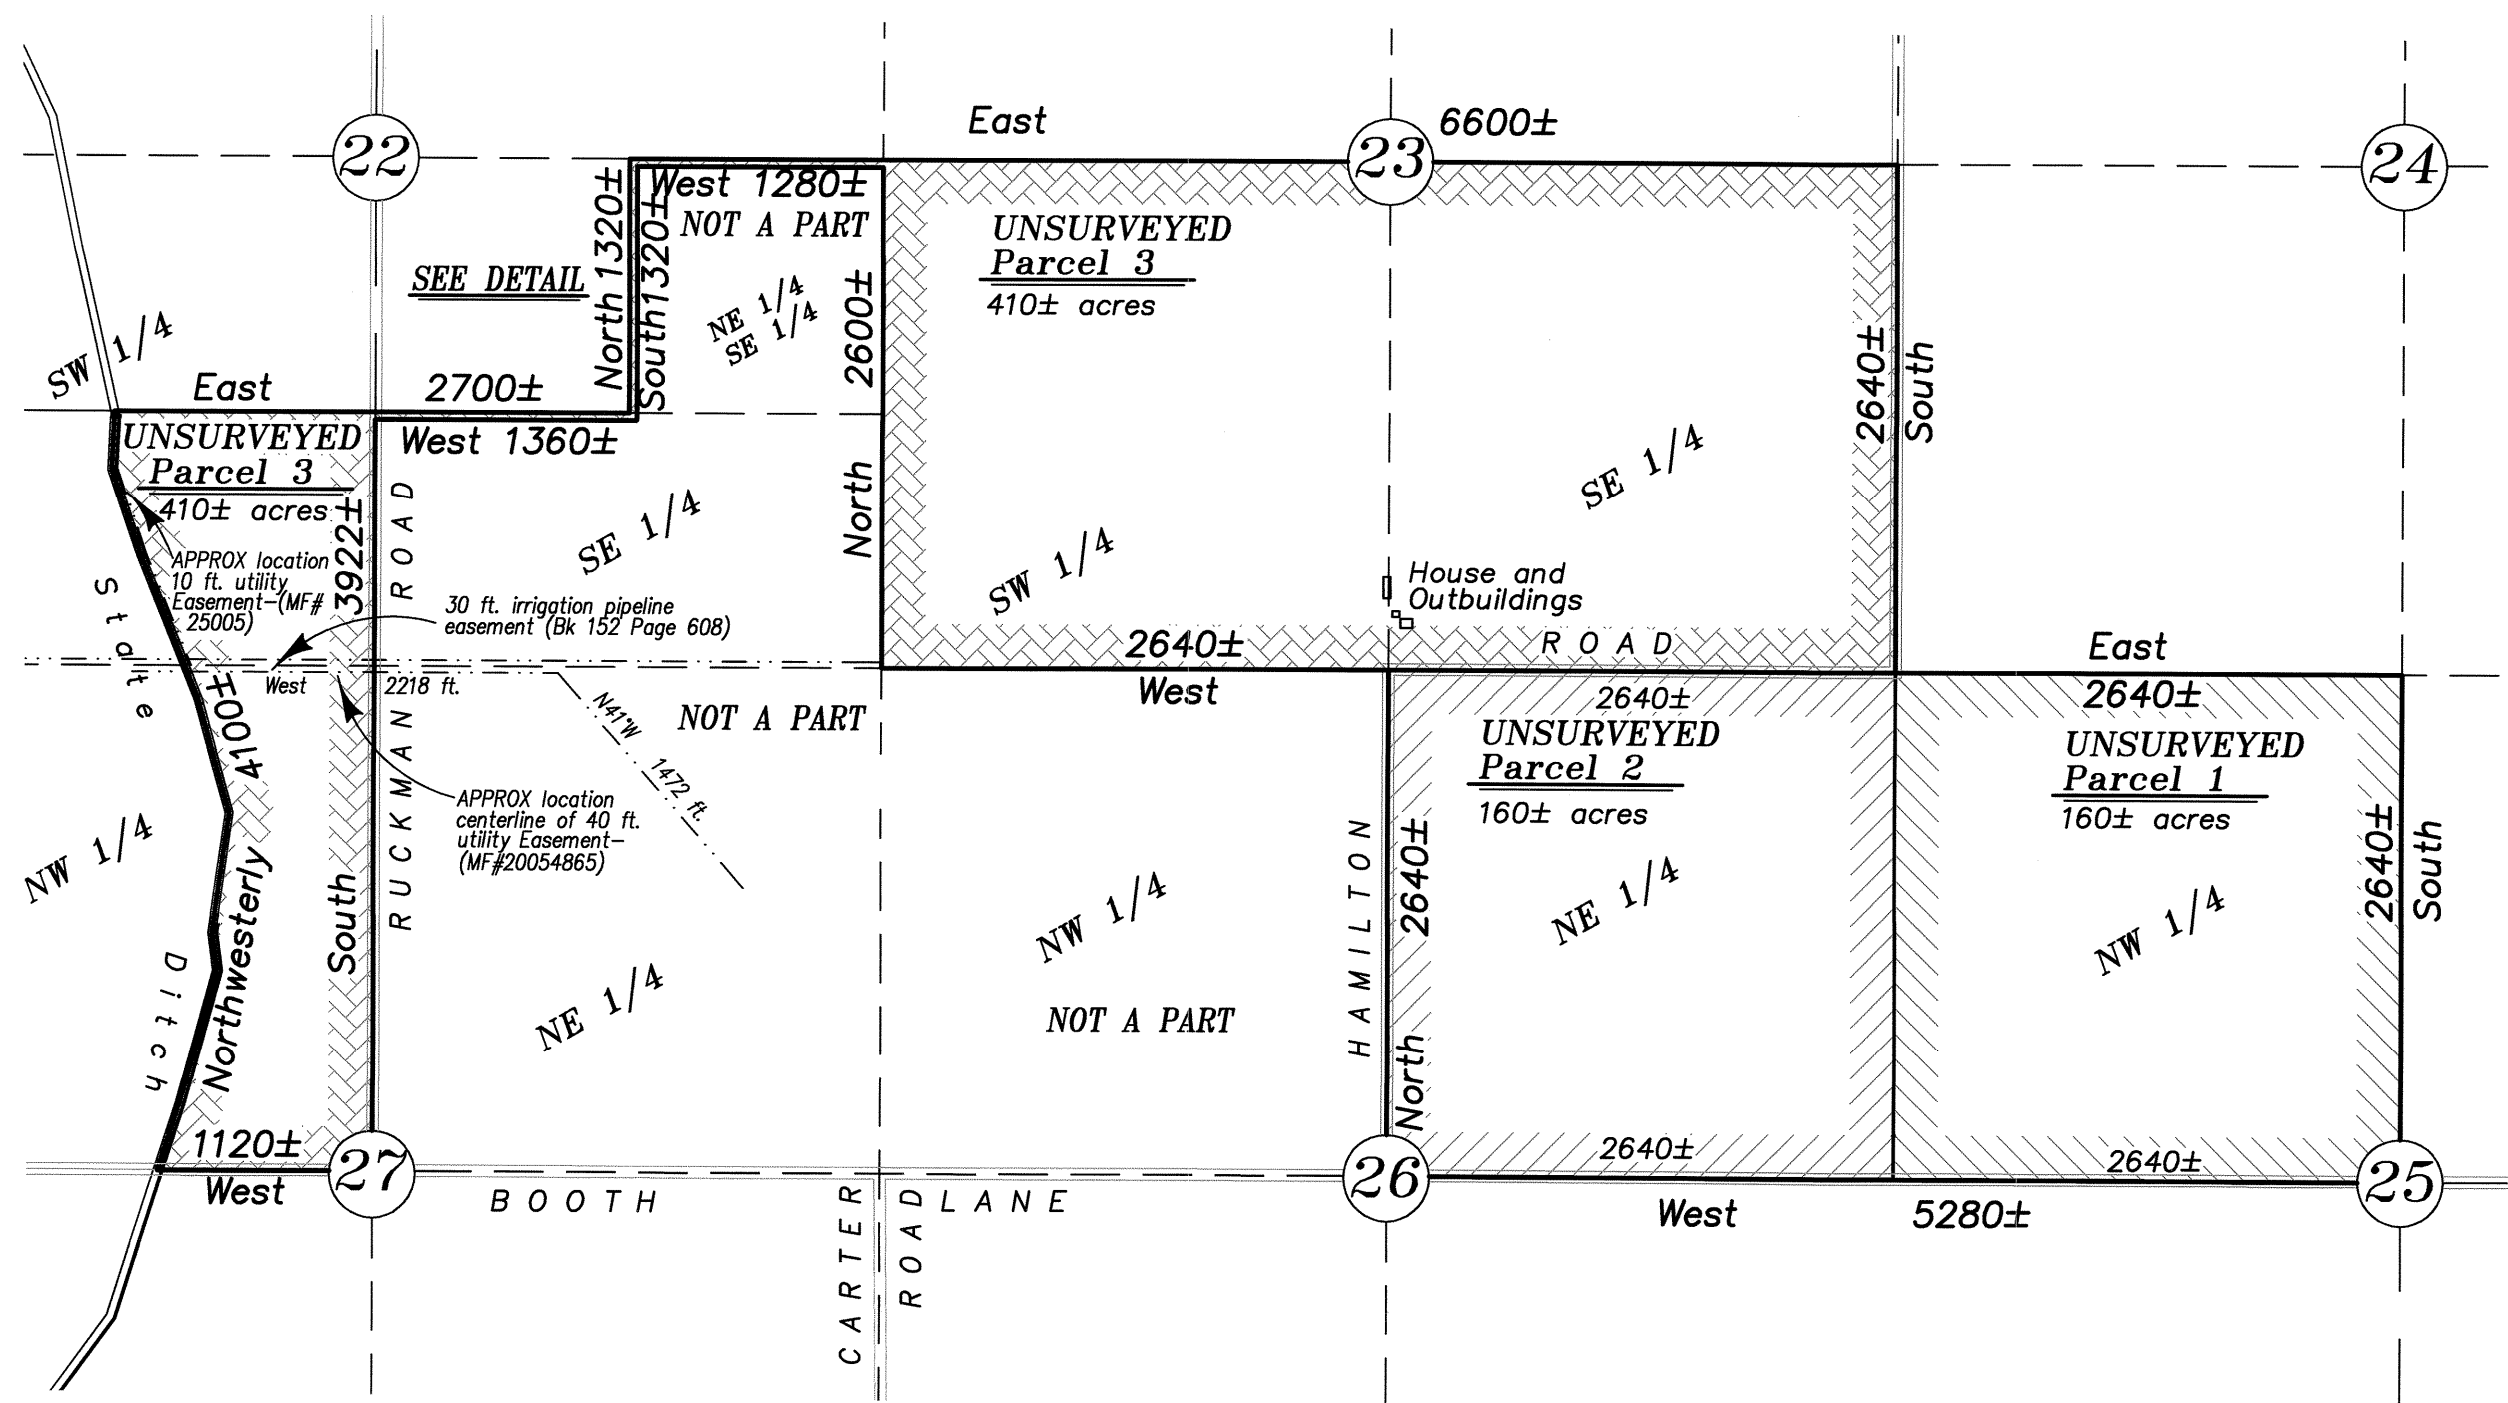 East 6600±
22
23
24
West 1280±
NOT A PART
North 1320±
South 1320±
UNSURVEYED
Parcel 3
410± acres
SEE DETAIL
NE 1/4
SE 1/4
2600±
North
SW 1/4
East 2700±
2640±
South
UNSURVEYED
Parcel 3
410± acres
West 1360±
3922±
South
RUCKMAN ROAD
SE 1/4
SE 1/4
SW 1/4
APPROX location
10 ft. utility
Easement-(MF#
25005)
30 ft. irrigation pipeline
easement (Bk 152 Page 608)
House and
Outbuildings
State Ditch
2640±
West
ROAD
East
2640±
West 2218 ft.
N41°W 1472 ft.
NOT A PART
2640±
UNSURVEYED
Parcel 2
160± acres
UNSURVEYED
Parcel 1
160± acres
Northwesterly 4100±
APPROX location
centerline of 40 ft.
utility Easement-
(MF#20054865)
NW 1/4
NE 1/4
NW 1/4
NOT A PART
HAMILTON
North 2640±
NE 1/4
NW 1/4
2640±
South
1120±
West
2640±
2640±
27
26
25
BOOTH LANE
CARTER
ROAD
West 5280±